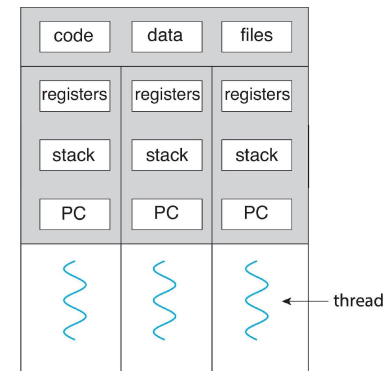 code data files
registers registers registers
stack stack stack
PC PC PC
thread